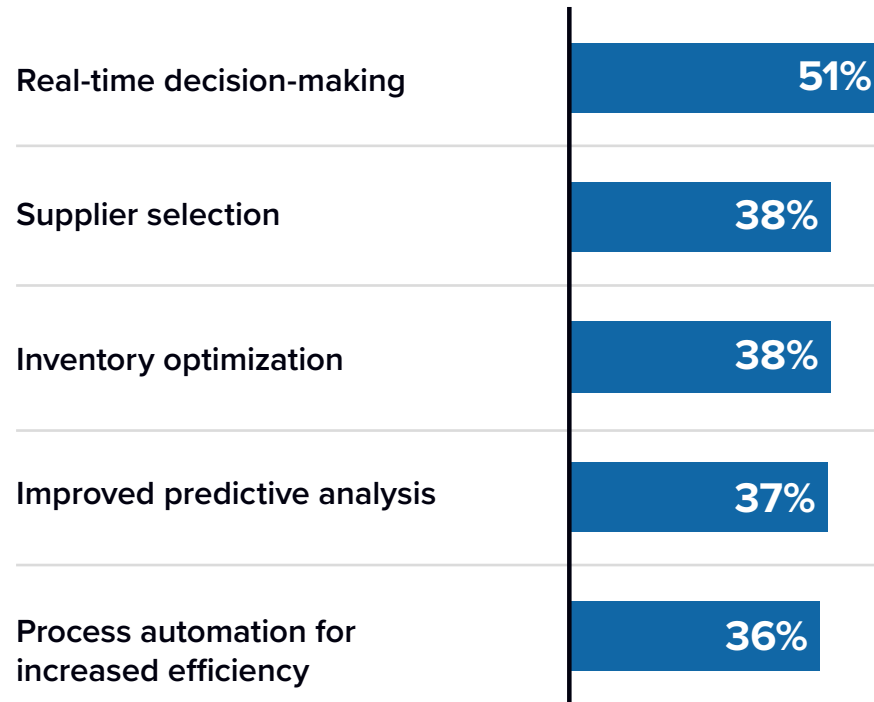 Real-time decision-making
51%
Supplier selection
38%
Inventory optimization
38%
Improved predictive analysis
37%
Process automation for
increased efficiency
36%